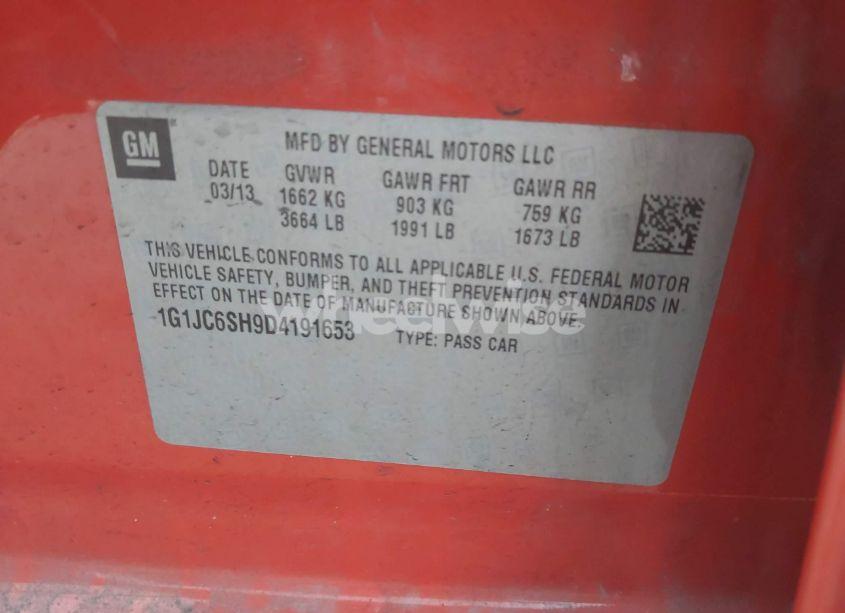 GM
MFD BY GENERAL MOTORS LLC
DATE GVWR GAWR FRT GAWR RR
03/13 1662 KG 903 KG 759 KG
3664 LB 1991 LB 1673 LB
THIS VEHICLE CONFORMS TO ALL APPLICABLE U.S. FEDERAL MOTOR
VEHICLE SAFETY, BUMPER, AND THEFT PREVENTION STANDARDS IN
EFFECT ON THE DATE OF MANUFACTURE SHOWN ABOVE.
1G1JC6SH9D4191653 TYPE: PASS CAR
wheelwise